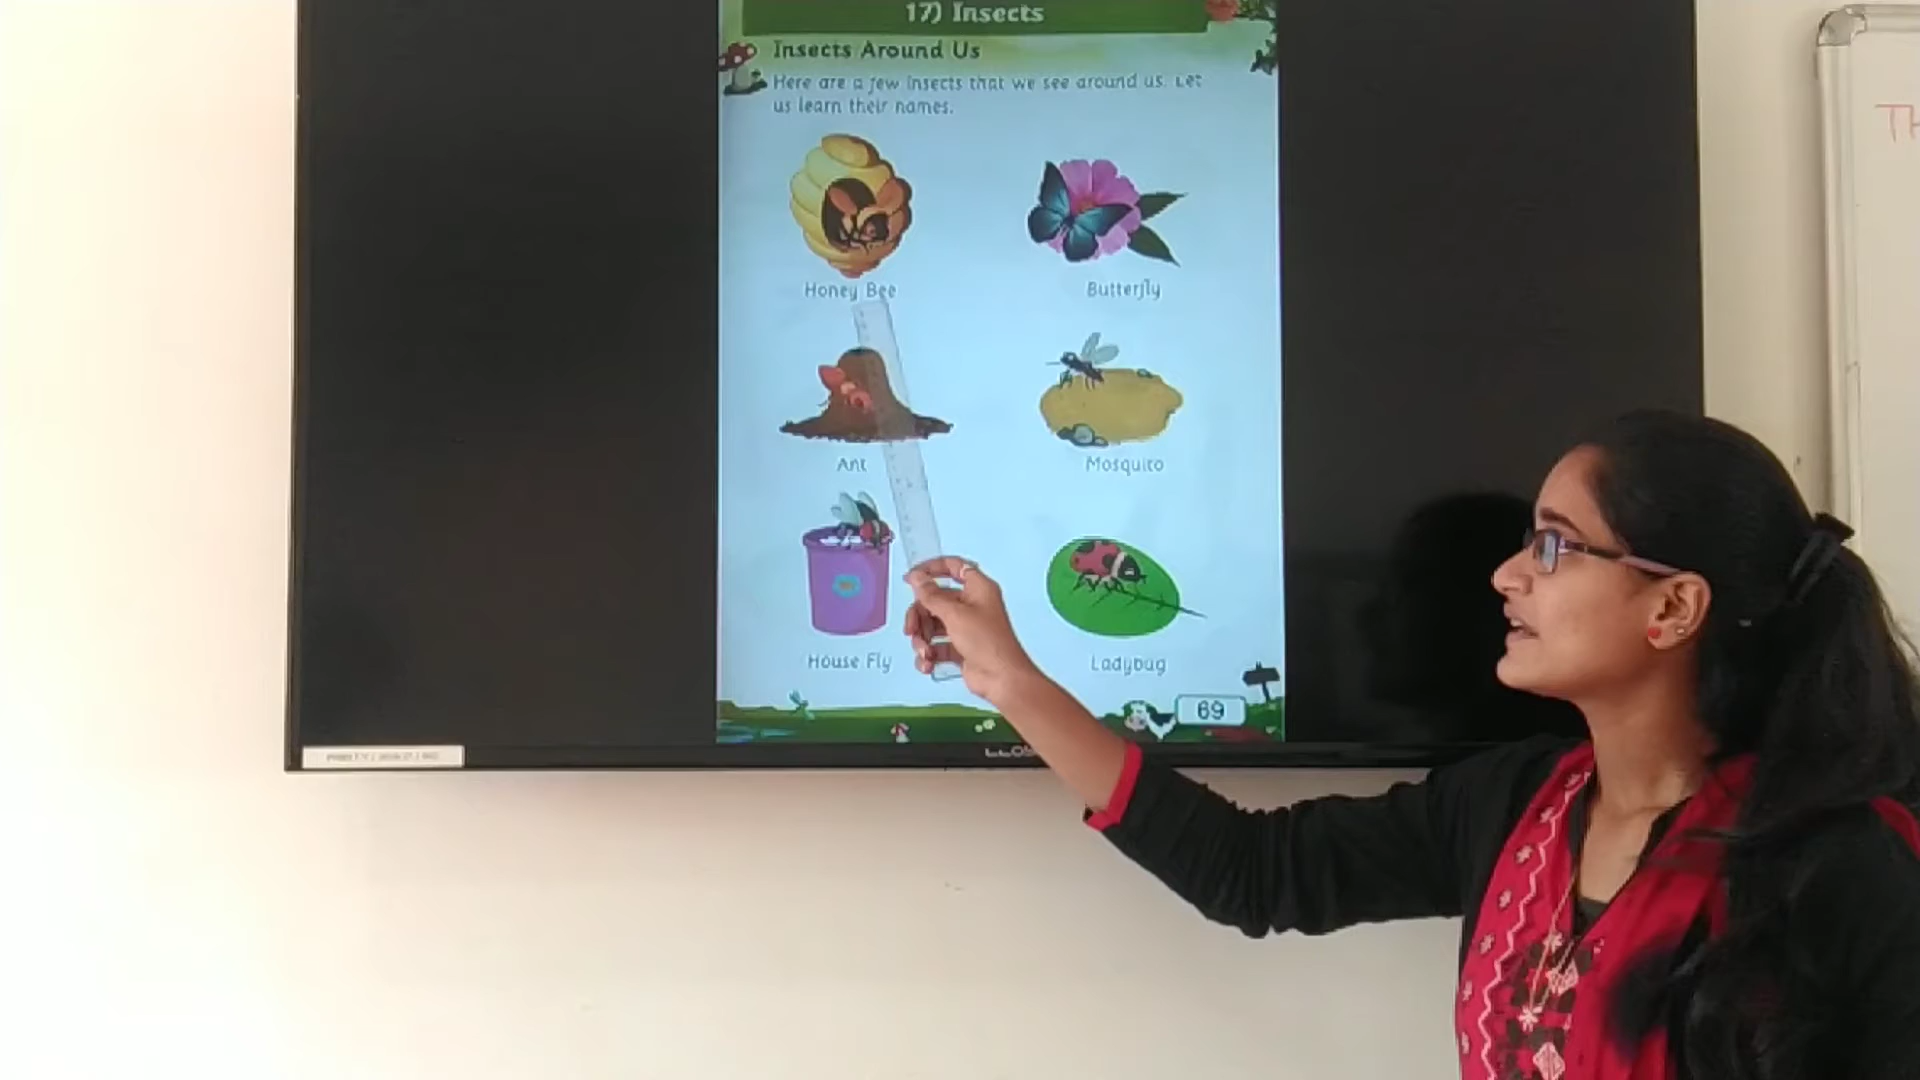 17) Insects
Insects Around Us
Here are a few insects that we see around us. Let
us learn their names.
Honey Bee
Butterfly
Ant
Mosquito
House Fly
Ladybug
69
TH